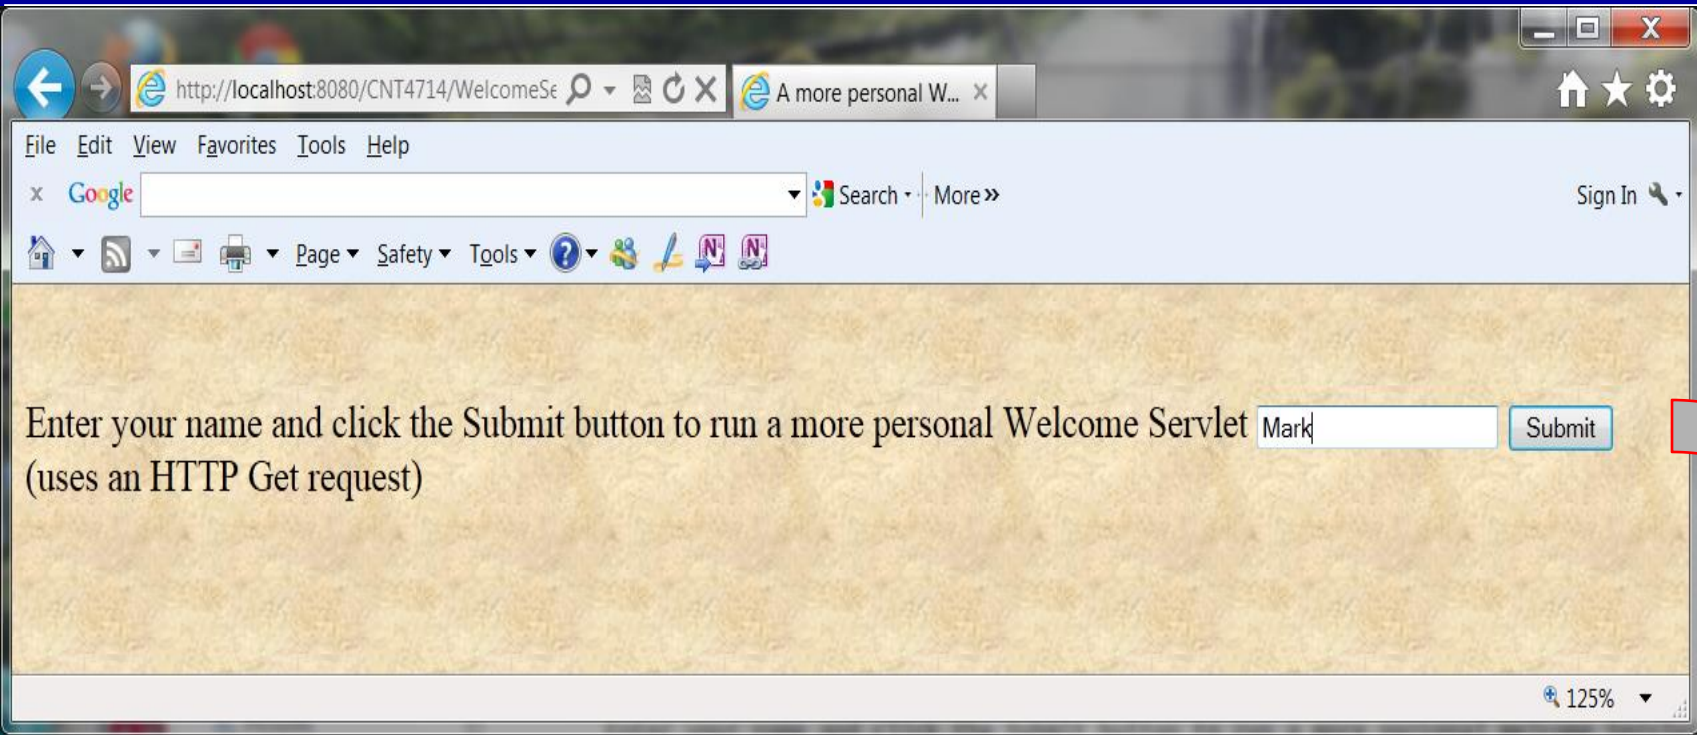 http://localhost:8080/CNT4714/WelcomeSe
A more personal W...
File Edit View Favorites Tools Help
x Google Search More »
Sign In
Page Safety Tools
Enter your name and click the Submit button to run a more personal Welcome Servlet Mark Submit
(uses an HTTP Get request)
125%